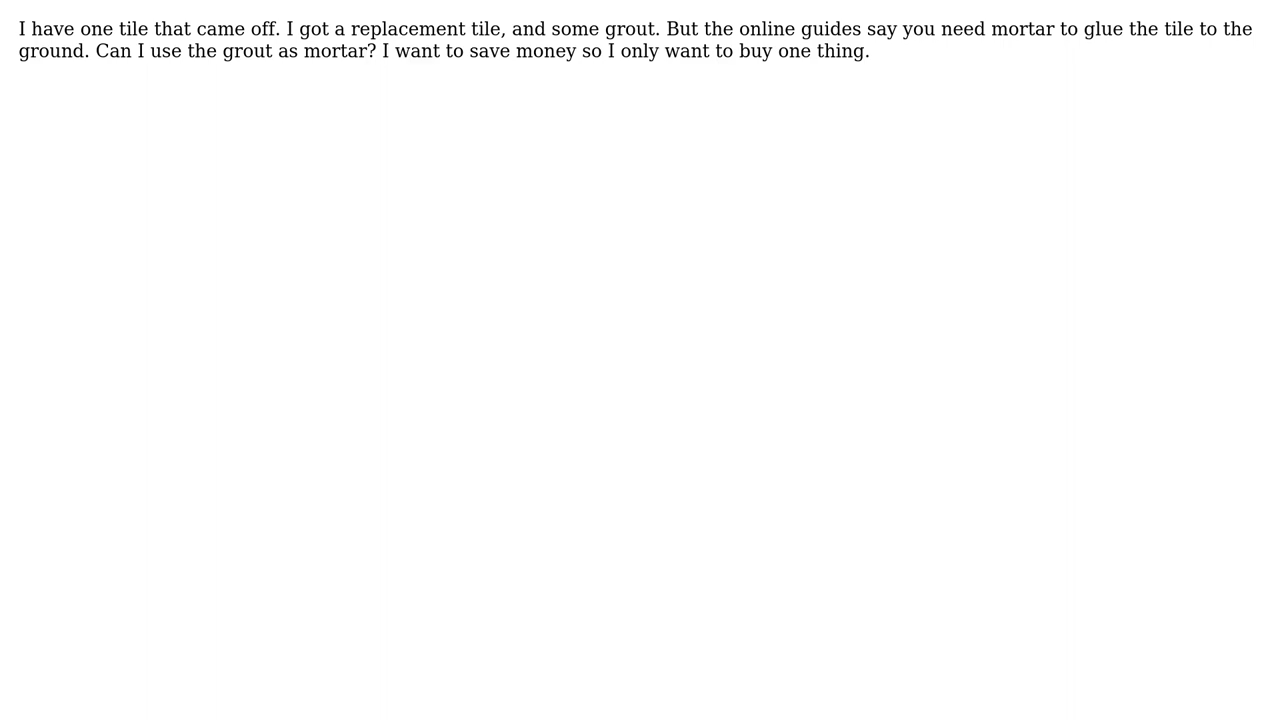 I have one tile that came off. I got a replacement tile, and some grout. But the online guides say you need mortar to glue the tile to the
ground. Can I use the grout as mortar? I want to save money so I only want to buy one thing.